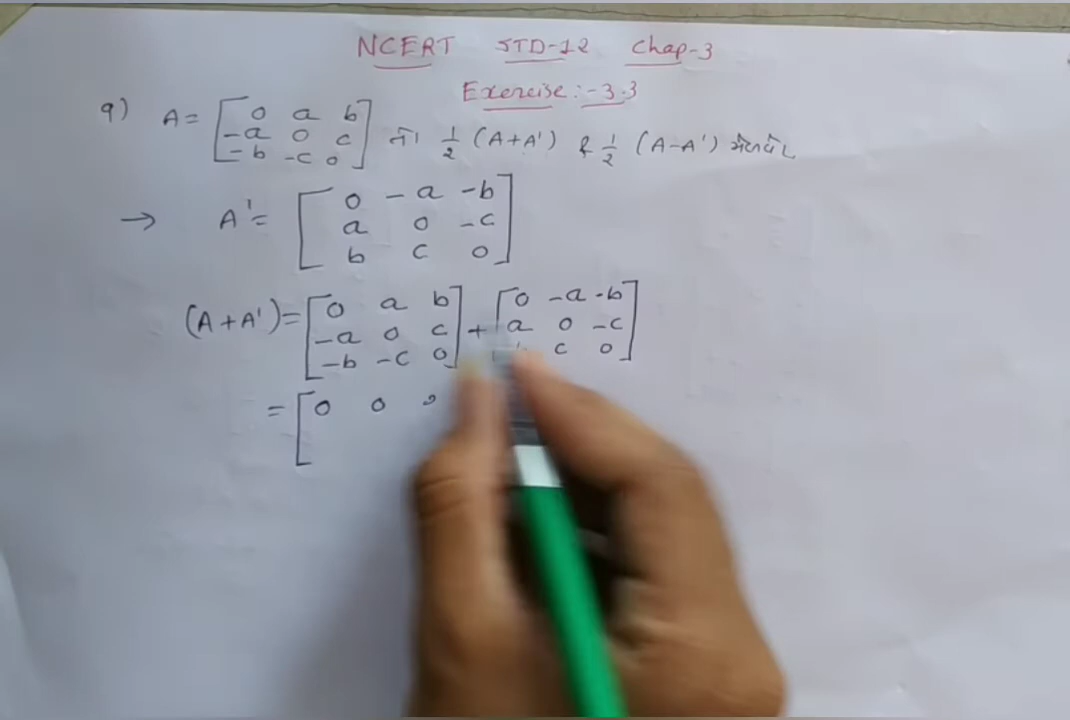 NCERT STD-12 Chap-3
Exercise:-3.3
9) A = [ 0 a b
-a 0 c
-b -c 0 ] તો 1/2 (A+A') & 1/2 (A-A') મેળવો.
→ A' = [ 0 -a -b
a 0 -c
b c 0 ]
(A+A') = [ 0 a b
-a 0 c
-b -c 0 ] + [ 0 -a -b
a 0 -c
c 0 ]
= [ 0 0 0